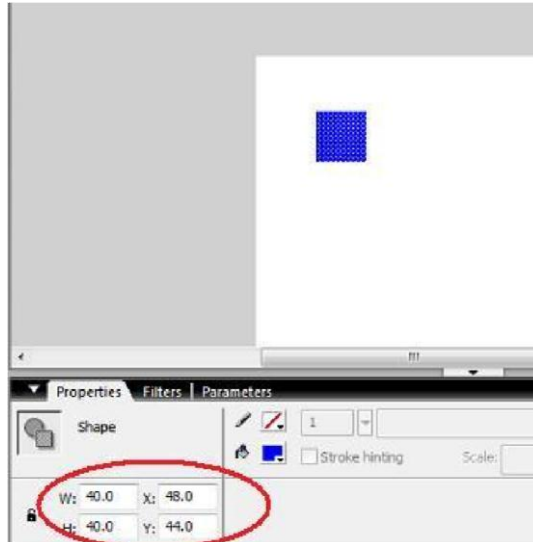 Properties Filters | Parameters
Shape
1
Stroke hinting Scale:
W: 40.0 X: 48.0
H: 40.0 Y: 44.0